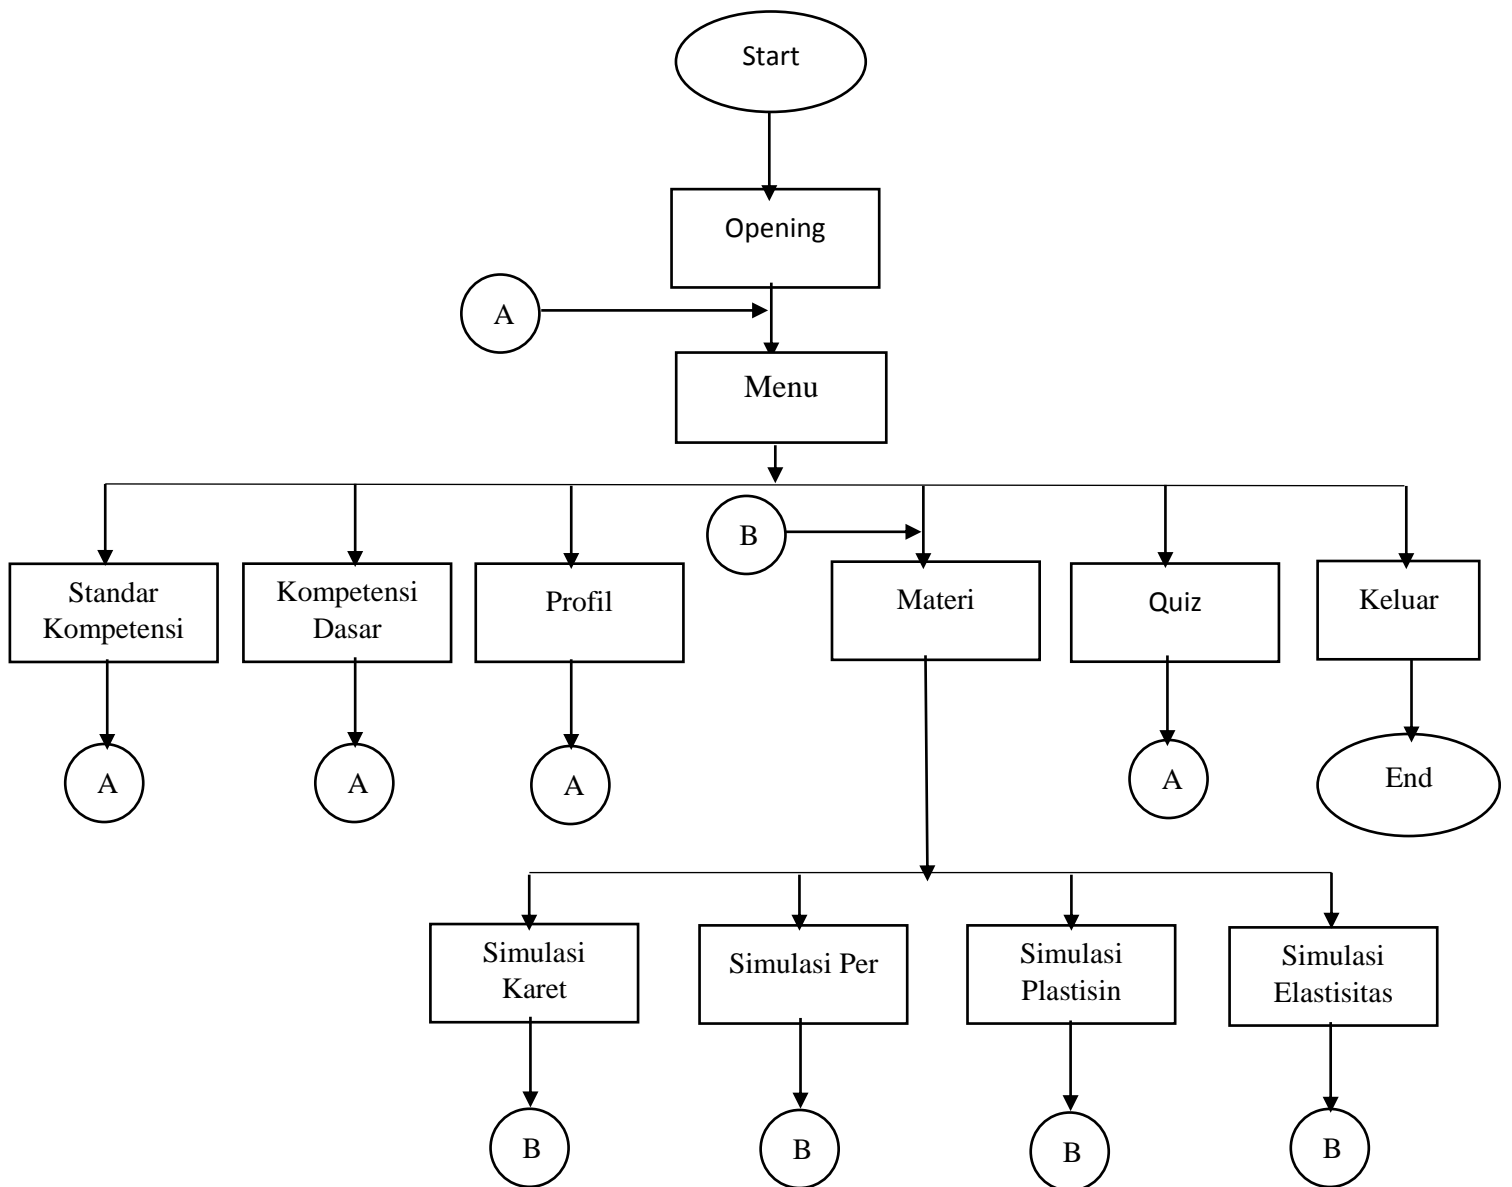 Start
Opening
A
Menu
B
Standar
Kompetensi
Kompetensi
Dasar
Profil
Materi
Quiz
Keluar
A
A
A
A
End
Simulasi
Karet
Simulasi Per
Simulasi
Plastisin
Simulasi
Elastisitas
B
B
B
B